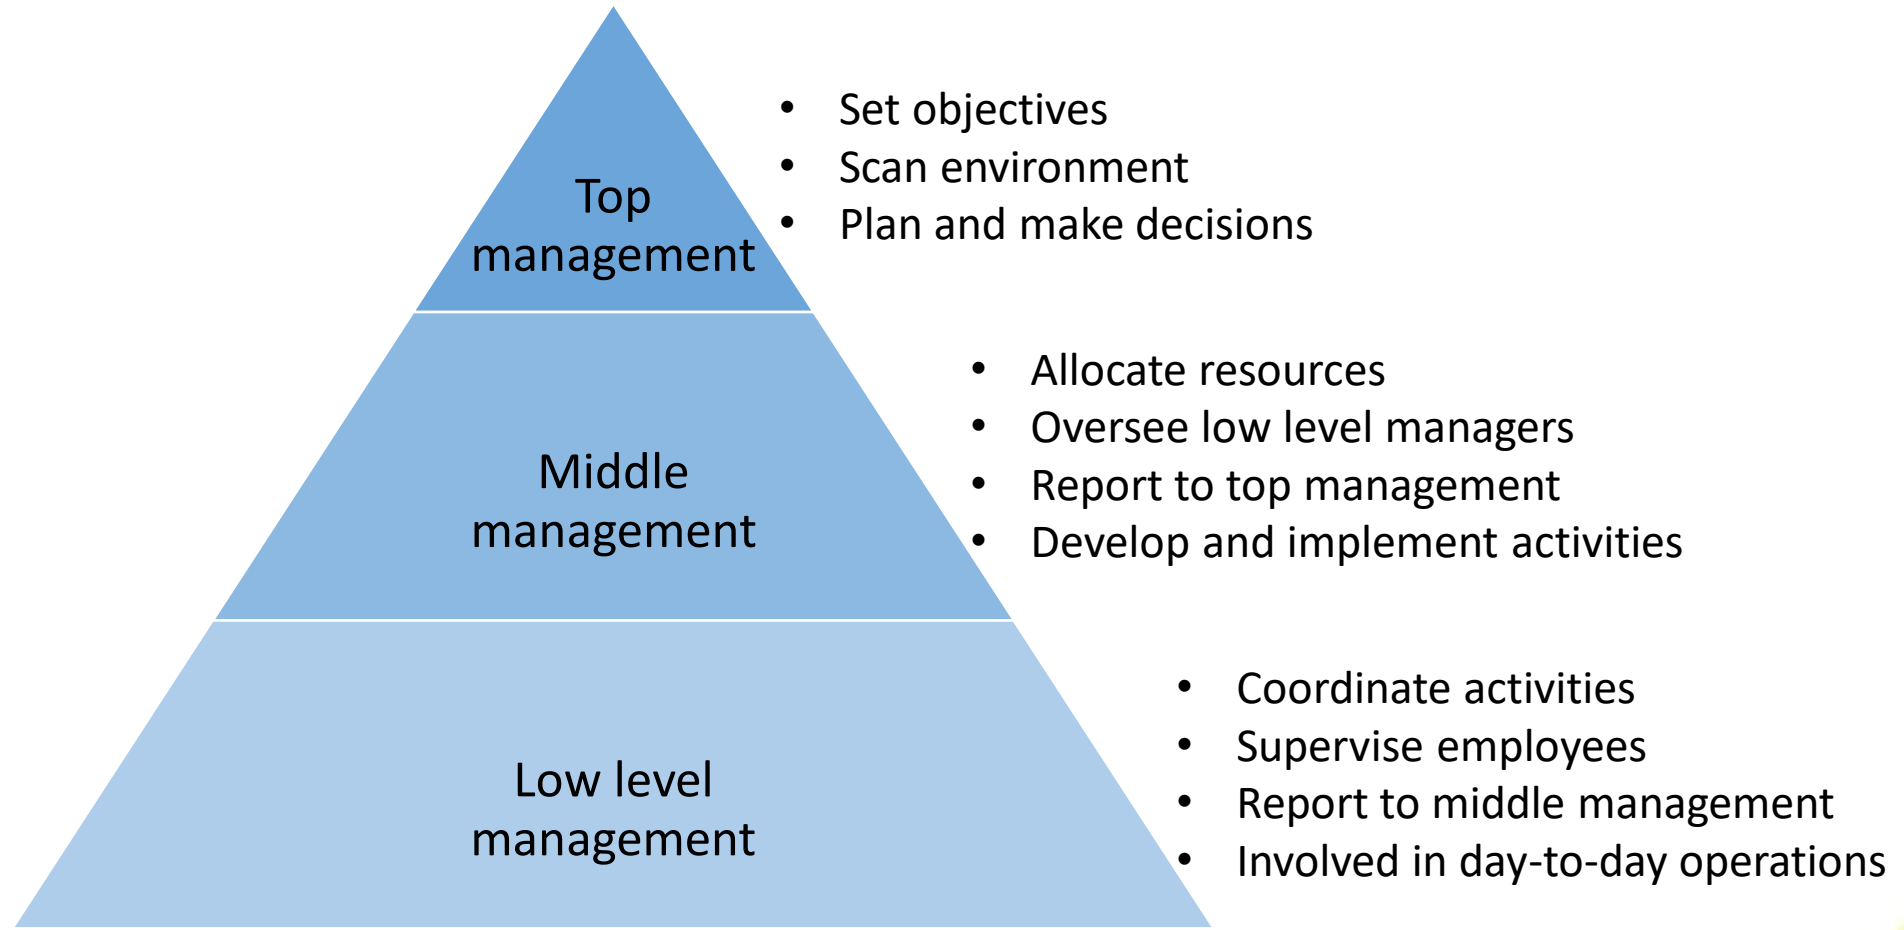 Top
management
• Set objectives
• Scan environment
• Plan and make decisions
Middle
management
• Allocate resources
• Oversee low level managers
• Report to top management
• Develop and implement activities
Low level
management
• Coordinate activities
• Supervise employees
• Report to middle management
• Involved in day-to-day operations